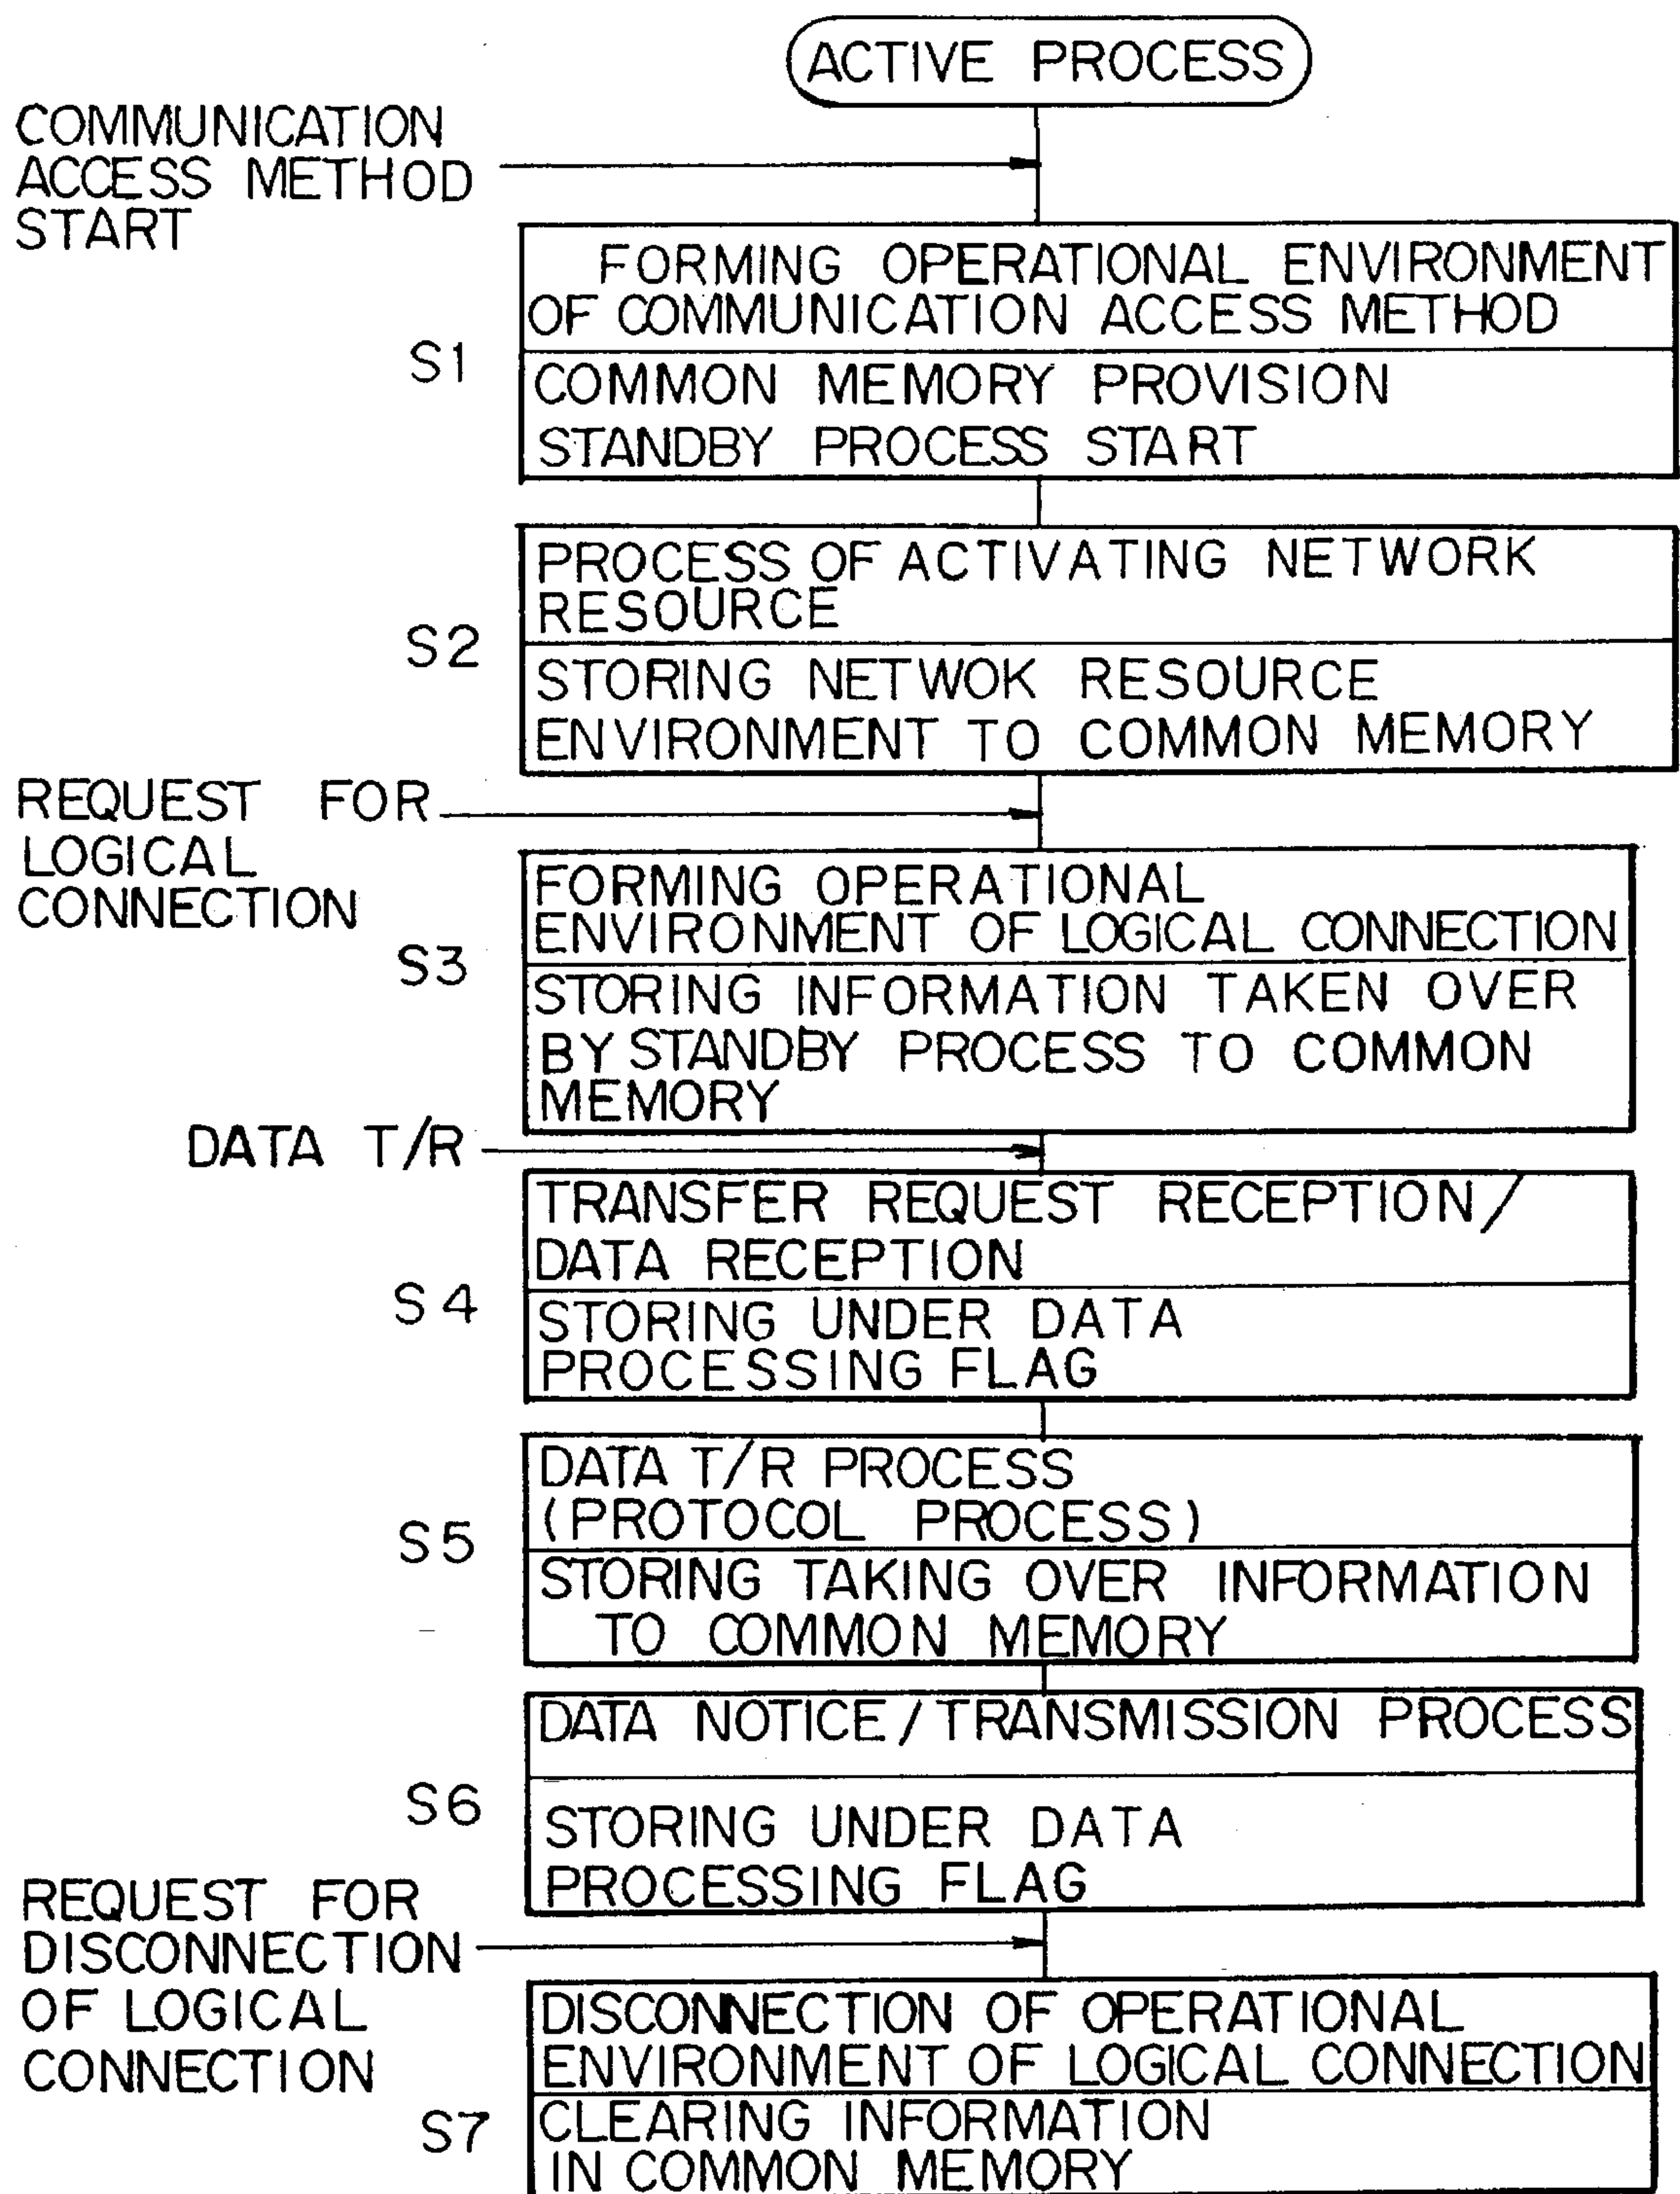 ACTIVE PROCESS
COMMUNICATION
ACCESS METHOD
START
S1
FORMING OPERATIONAL ENVIRONMENT
OF COMMUNICATION ACCESS METHOD
COMMON MEMORY PROVISION
STANDBY PROCESS START
S2
PROCESS OF ACTIVATING NETWORK
RESOURCE
STORING NETWOK RESOURCE
ENVIRONMENT TO COMMON MEMORY
REQUEST FOR
LOGICAL
CONNECTION
S3
FORMING OPERATIONAL
ENVIRONMENT OF LOGICAL CONNECTION
STORING INFORMATION TAKEN OVER
BY STANDBY PROCESS TO COMMON
MEMORY
DATA T/R
S4
TRANSFER REQUEST RECEPTION/
DATA RECEPTION
STORING UNDER DATA
PROCESSING FLAG
S5
DATA T/R PROCESS
(PROTOCOL PROCESS)
STORING TAKING OVER INFORMATION
TO COMMON MEMORY
S6
DATA NOTICE/TRANSMISSION PROCESS
STORING UNDER DATA
PROCESSING FLAG
REQUEST FOR
DISCONNECTION
OF LOGICAL
CONNECTION
S7
DISCONNECTION OF OPERATIONAL
ENVIRONMENT OF LOGICAL CONNECTION
CLEARING INFORMATION
IN COMMON MEMORY